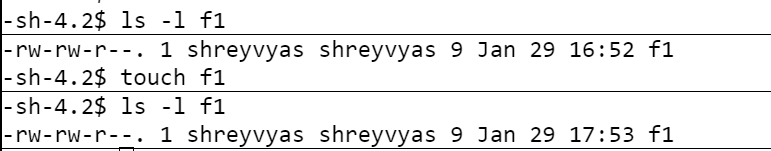 -sh-4.2$ ls -l f1
-rw-rw-r--. 1 shreyvyas shreyvyas 9 Jan 29 16:52 f1
-sh-4.2$ touch f1
-sh-4.2$ ls -l f1
-rw-rw-r--. 1 shreyvyas shreyvyas 9 Jan 29 17:53 f1